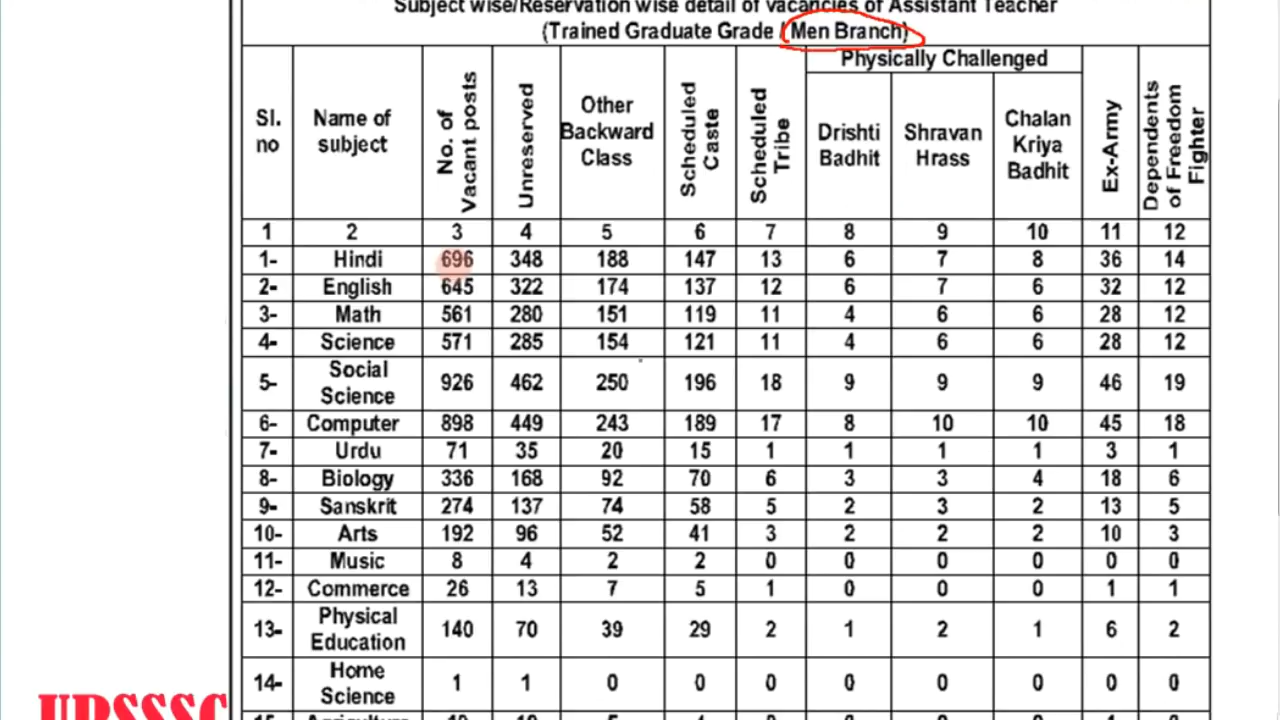 Subject wise/Reservation wise detail of vacancies of Assistant Teacher
(Trained Graduate Grade (Men Branch)
Sl. no Name of subject No. of Vacant posts Unreserved Other Backward Class Scheduled Caste Scheduled Tribe Physically Challenged Drishti Badhit Shravan Hrass Chalan Kriya Badhit Ex-Army Dependents of Freedom Fighter
1 2 3 4 5 6 7 8 9 10 11 12
1- Hindi 696 348 188 147 13 6 7 8 36 14
2- English 645 322 174 137 12 6 7 6 32 12
3- Math 561 280 151 119 11 4 6 6 28 12
4- Science 571 285 154 121 11 4 6 6 28 12
5- Social Science 926 462 250 196 18 9 9 9 46 19
6- Computer 898 449 243 189 17 8 10 10 45 18
7- Urdu 71 35 20 15 1 1 1 1 3 1
8- Biology 336 168 92 70 6 3 3 4 18 6
9- Sanskrit 274 137 74 58 5 2 3 2 13 5
10- Arts 192 96 52 41 3 2 2 2 10 3
11- Music 8 4 2 2 0 0 0 0 0 0
12- Commerce 26 13 7 5 1 0 0 0 1 1
13- Physical Education 140 70 39 29 2 1 2 1 6 2
14- Home Science 1 1 0 0 0 0 0 0 0 0
UPSSSC